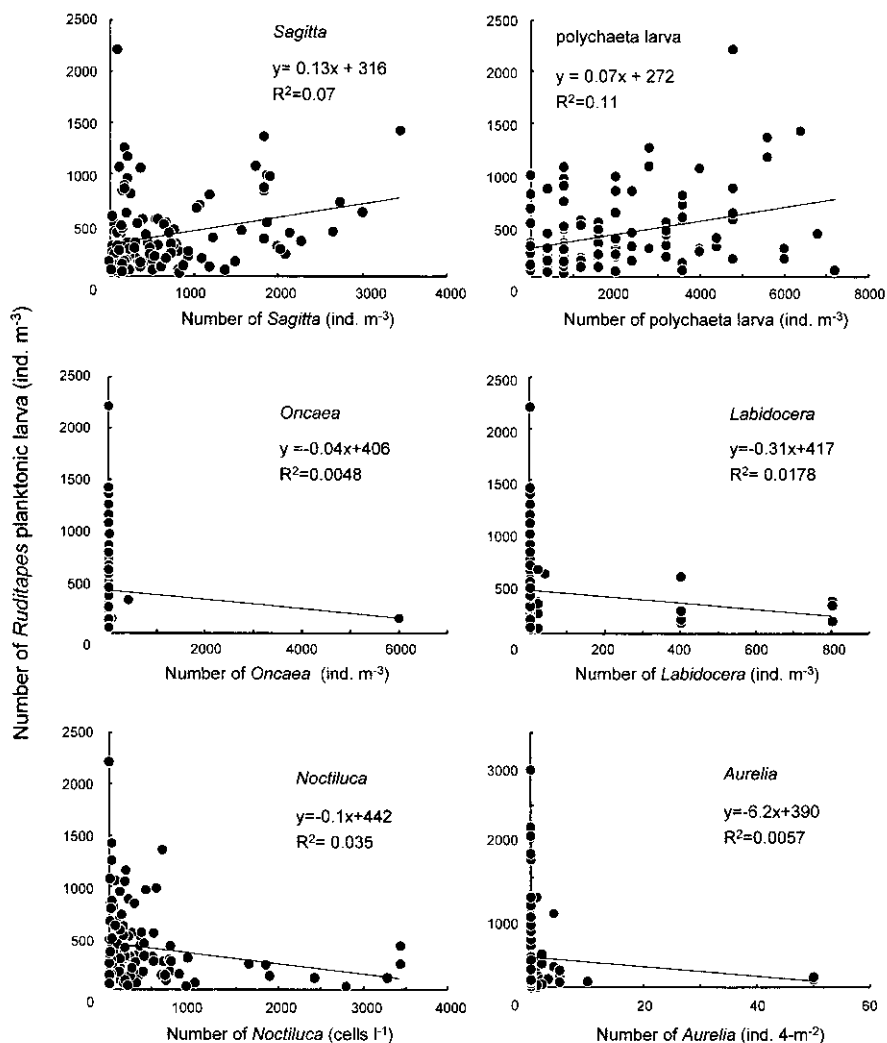 Number of Ruditapes planktonic larva (ind. m-3)
2500
2000
1500
1000
500
0
Sagitta
y= 0.13x + 316
R2=0.07
1000 2000 3000 4000
Number of Sagitta (ind. m-3)
2500
2000
1500
1000
500
0
polychaeta larva
y = 0.07x + 272
R2=0.11
2000 4000 6000 8000
Number of polychaeta larva (ind. m-3)
2500
2000
1500
1000
500
0
Oncaea
y =-0.04x+406
R2=0.0048
2000 4000 6000
Number of Oncaea (ind. m-3)
2500
2000
1500
1000
500
0
Labidocera
y=-0.31x+417
R2= 0.0178
200 400 600 800
Number of Labidocera (ind. m-3)
2500
2000
1500
1000
500
0
Noctiluca
y=-0.1x+442
R2= 0.035
1000 2000 3000 4000
Number of Noctiluca (cells l-1)
3000
2000
1000
0
Aurelia
y=-6.2x+390
R2=0.0057
20 40 60
Number of Aurelia (ind. 4-m-2)